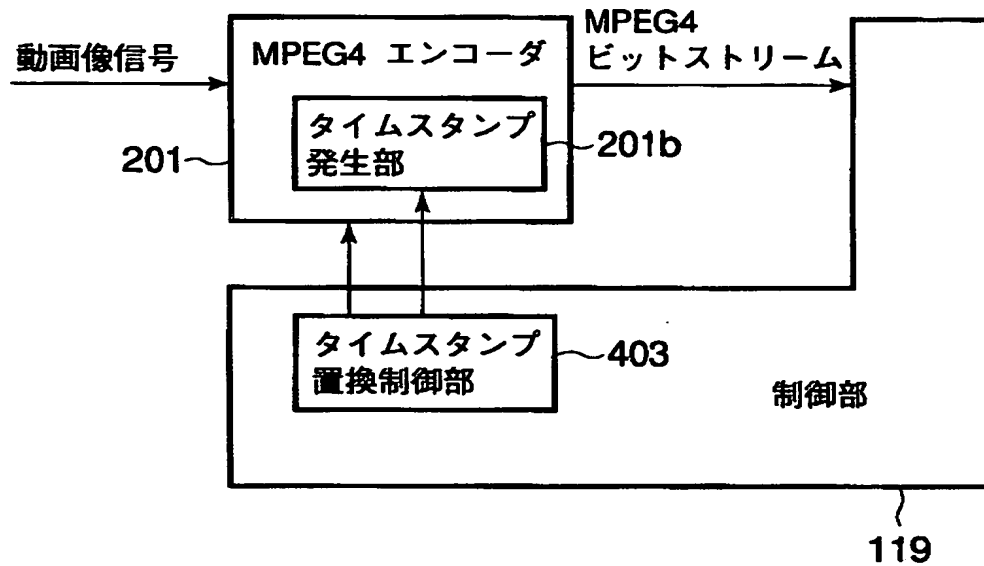 動画像信号
MPEG4 エンコーダ
MPEG4
ビットストリーム
タイムスタンプ
発生部
201
201b
タイムスタンプ
置換制御部
403
制御部
119